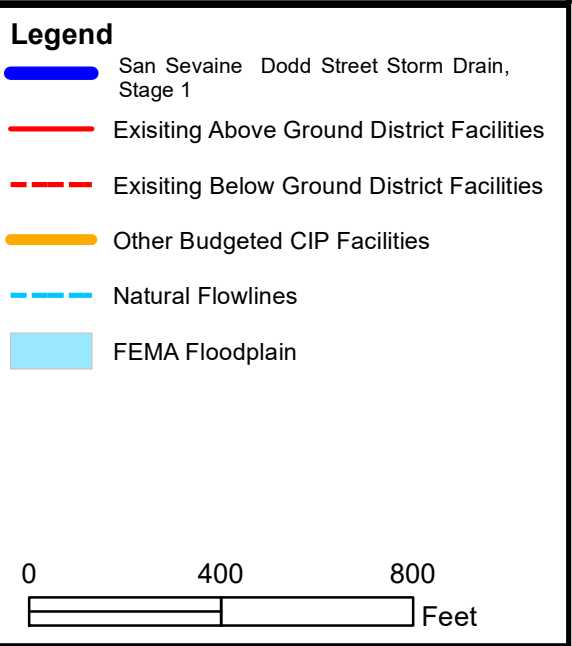 Legend
San Sevaine Dodd Street Storm Drain,
Stage 1
Exisiting Above Ground District Facilities
Exisiting Below Ground District Facilities
Other Budgeted CIP Facilities
Natural Flowlines
FEMA Floodplain
0 400 800
Feet